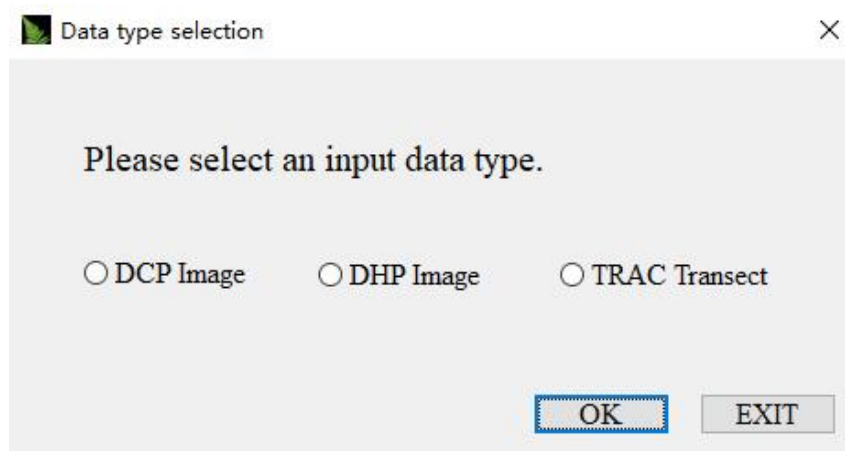 Data type selection
Please select an input data type.
DCP Image DHP Image TRAC Transect
OK EXIT